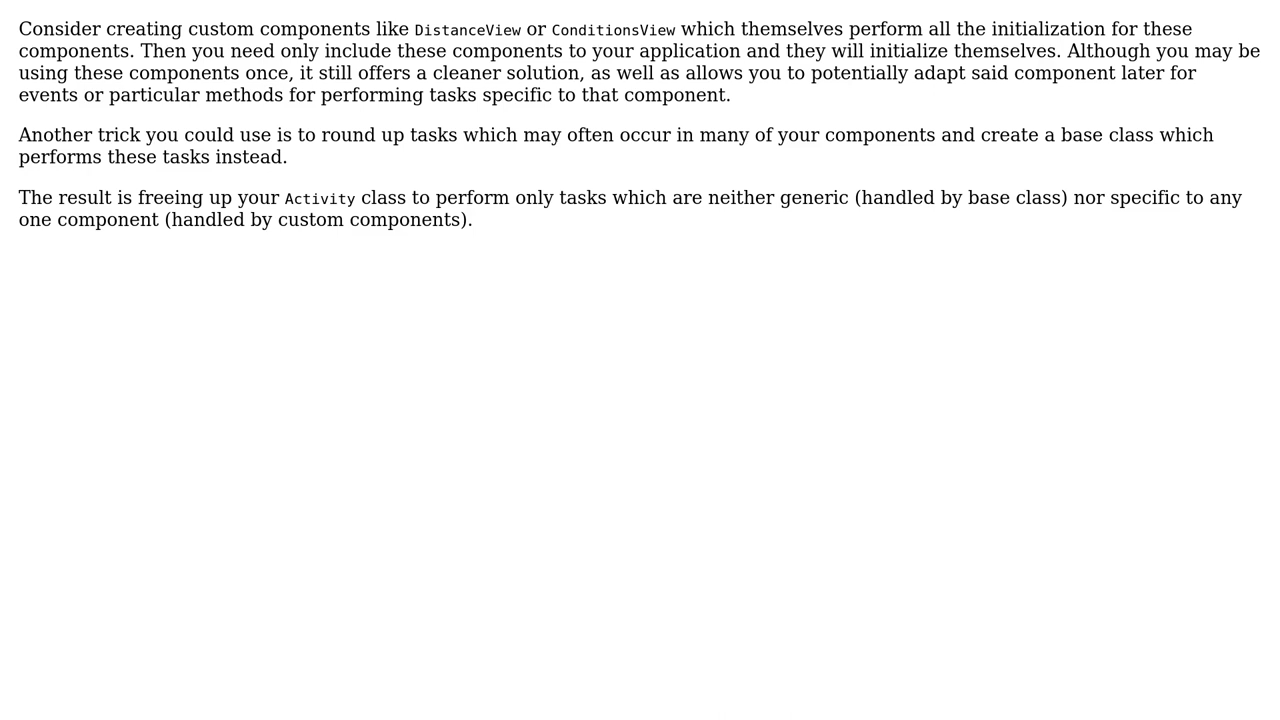 Consider creating custom components like DistanceView or ConditionsView which themselves perform all the initialization for these
components. Then you need only include these components to your application and they will initialize themselves. Although you may be
using these components once, it still offers a cleaner solution, as well as allows you to potentially adapt said component later for
events or particular methods for performing tasks specific to that component.
Another trick you could use is to round up tasks which may often occur in many of your components and create a base class which
performs these tasks instead.
The result is freeing up your Activity class to perform only tasks which are neither generic (handled by base class) nor specific to any
one component (handled by custom components).